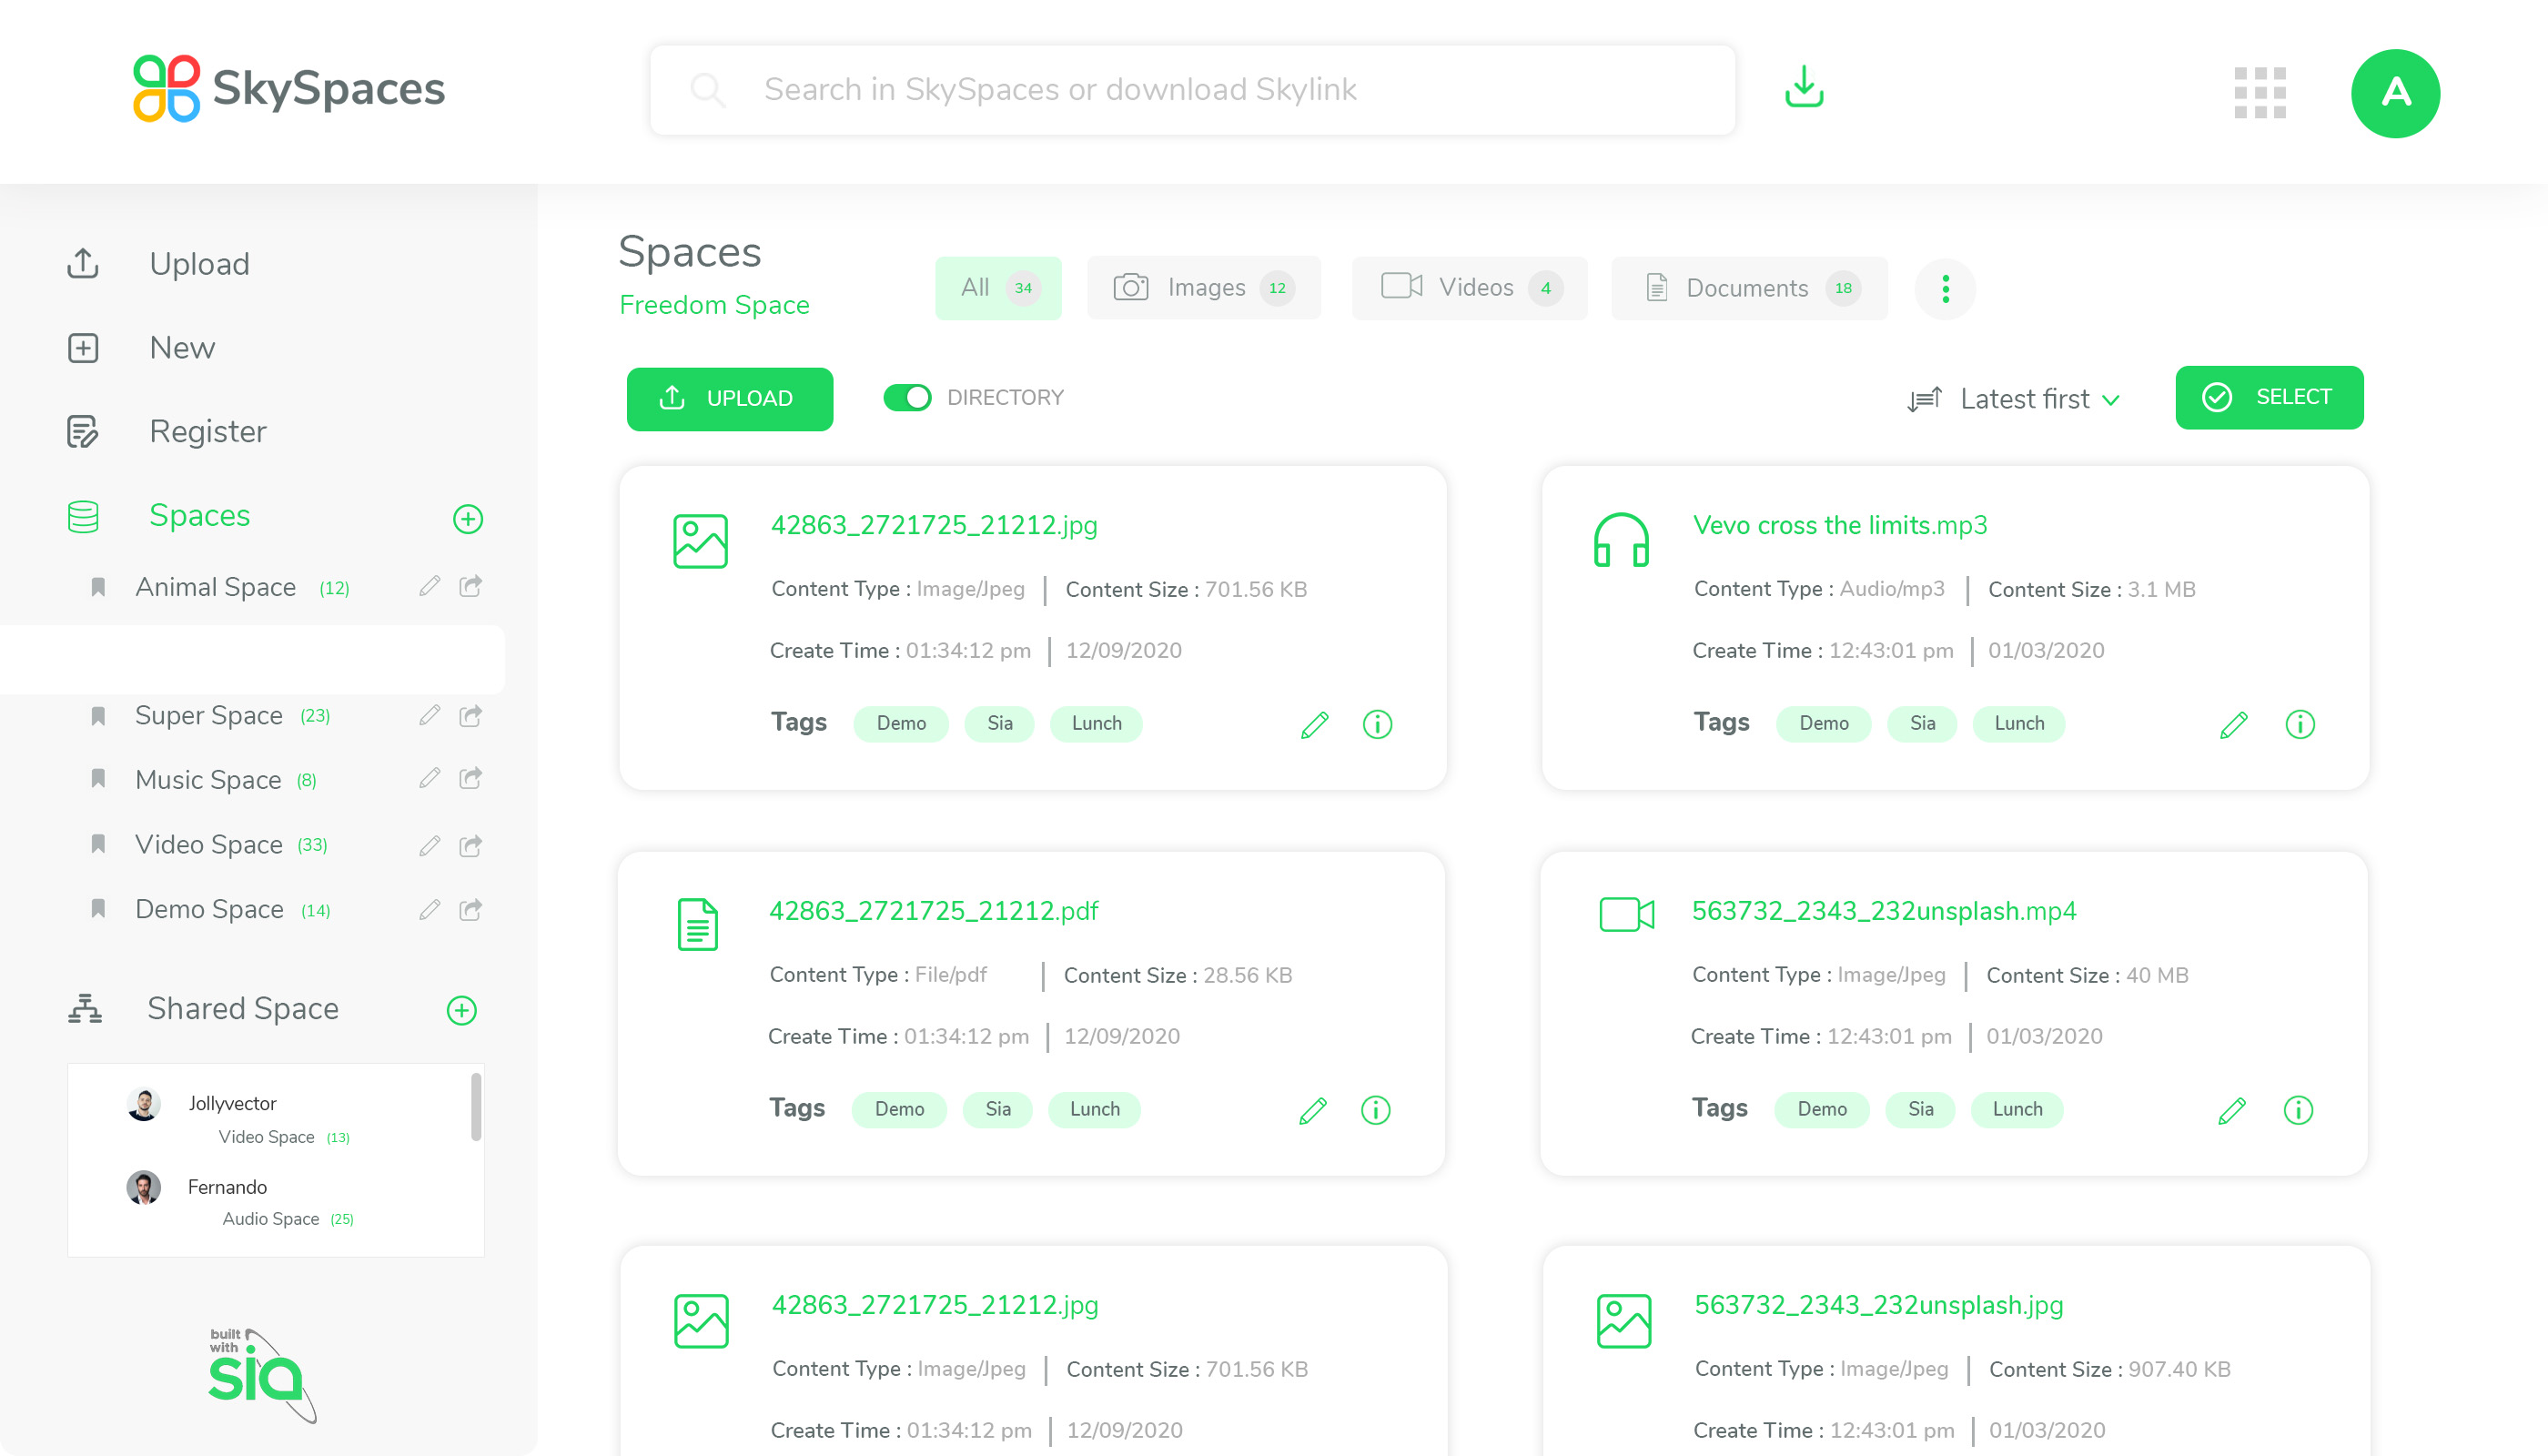 SkySpaces
Search in SkySpaces or download Skylink
A
Upload
New
Register
Spaces
Animal Space (12)
Super Space (23)
Music Space (8)
Video Space (33)
Demo Space (14)
Shared Space
Jollyvector
Video Space (13)
Fernando
Audio Space (25)
built
with
sia
Spaces
Freedom Space
All 34
Images 12
Videos 4
Documents 18
UPLOAD
DIRECTORY
Latest first
SELECT
42863_2721725_21212.jpg
Content Type : Image/Jpeg | Content Size : 701.56 KB
Create Time : 01:34:12 pm | 12/09/2020
Tags Demo Sia Lunch
Vevo cross the limits.mp3
Content Type : Audio/mp3 | Content Size : 3.1 MB
Create Time : 12:43:01 pm | 01/03/2020
Tags Demo Sia Lunch
42863_2721725_21212.pdf
Content Type : File/pdf | Content Size : 28.56 KB
Create Time : 01:34:12 pm | 12/09/2020
Tags Demo Sia Lunch
563732_2343_232unsplash.mp4
Content Type : Image/Jpeg | Content Size : 40 MB
Create Time : 12:43:01 pm | 01/03/2020
Tags Demo Sia Lunch
42863_2721725_21212.jpg
Content Type : Image/Jpeg | Content Size : 701.56 KB
Create Time : 01:34:12 pm | 12/09/2020
563732_2343_232unsplash.jpg
Content Type : Image/Jpeg | Content Size : 907.40 KB
Create Time : 12:43:01 pm | 01/03/2020